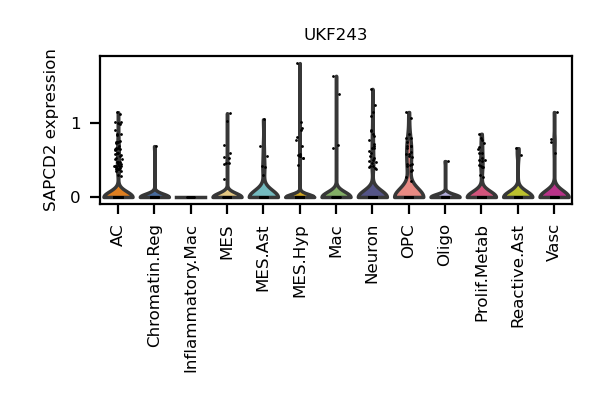 UKF243
SAPCD2 expression
1
0
AC
Chromatin.Reg
Inflammatory.Mac
MES
MES.Ast
MES.Hyp
Mac
Neuron
OPC
Oligo
Prolif.Metab
Reactive.Ast
Vasc